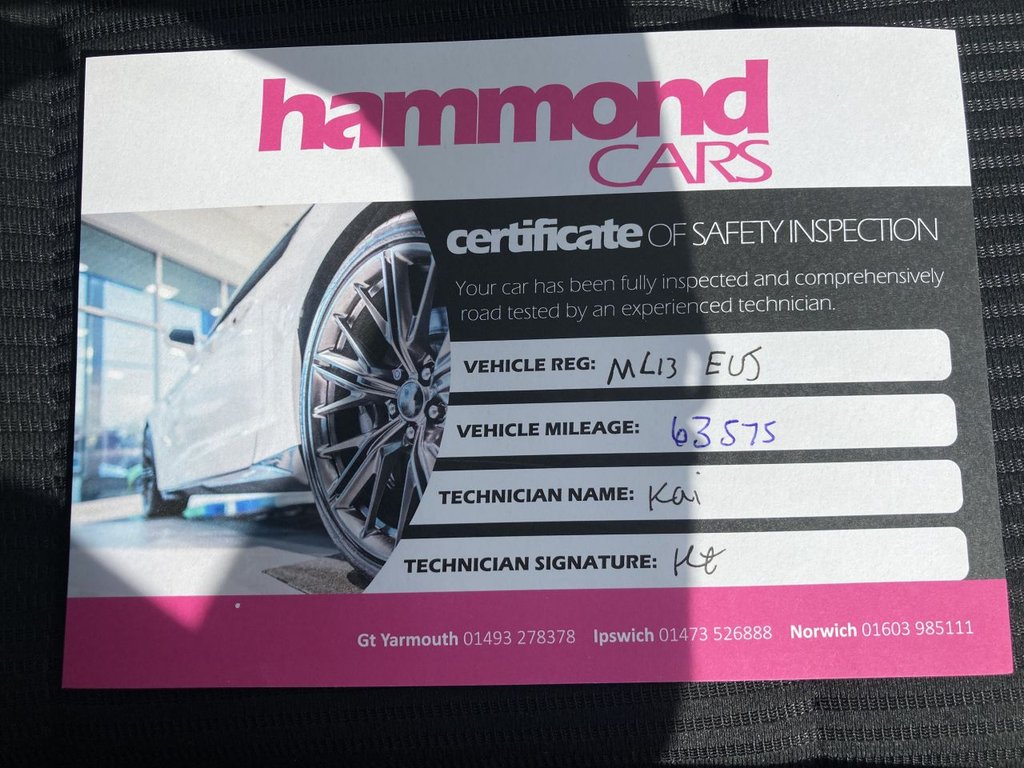 hammond
CARS
certificate OF SAFETY INSPECTION
Your car has been fully inspected and comprehensively
road tested by an experienced technician.
VEHICLE REG: ML13 EUJ
VEHICLE MILEAGE: 63575
TECHNICIAN NAME: Kai
TECHNICIAN SIGNATURE:
Gt Yarmouth 01493 278378 Ipswich 01473 526888 Norwich 01603 985111